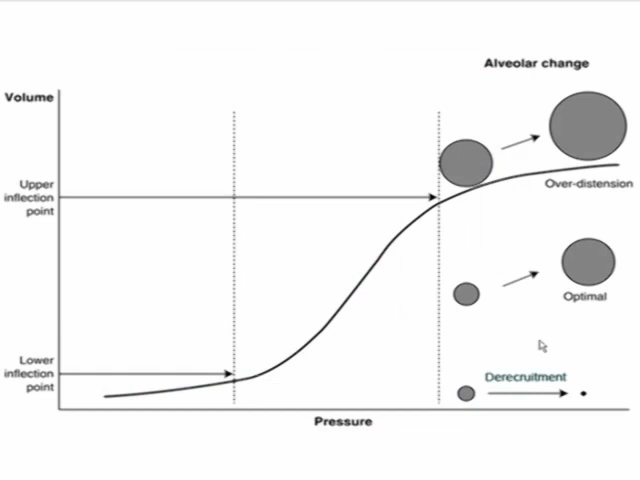 Alveolar change
Volume
Upper
inflection
point
Over-distension
Optimal
Lower
inflection
point
Derecruitment
Pressure